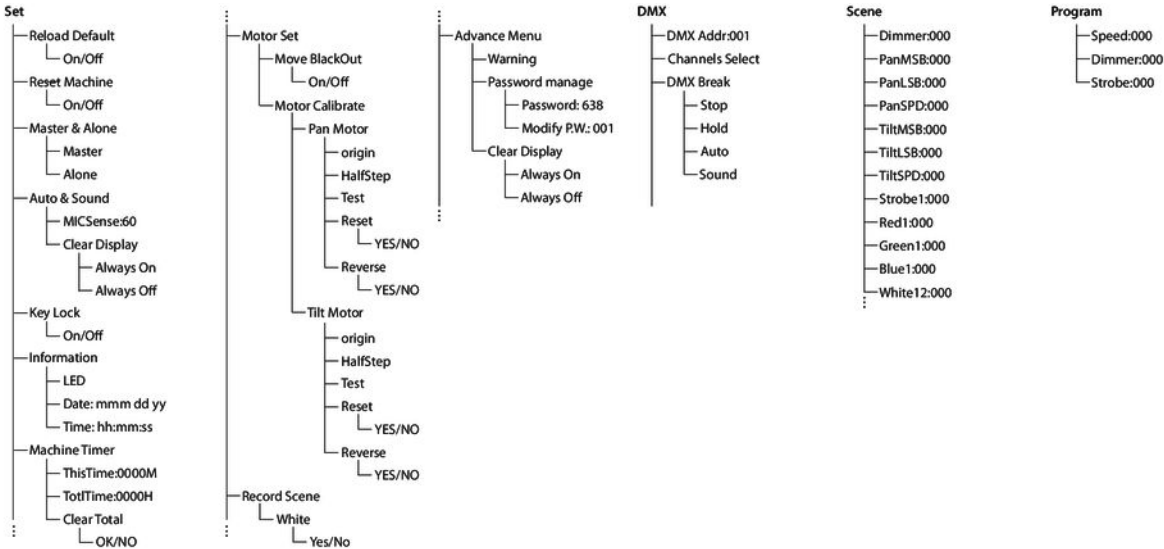 Set
Reload Default
On/Off
Reset Machine
On/Off
Master & Alone
Master
Alone
Auto & Sound
MICSense:60
Clear Display
Always On
Always Off
Key Lock
On/Off
Information
LED
Date: mmm dd yy
Time: hh:mm:ss
Machine Timer
ThisTime:0000M
TotlTime:0000H
Clear Total
OK/NO
Motor Set
Move BlackOut
On/Off
Motor Calibrate
Pan Motor
origin
HalfStep
Test
Reset
YES/NO
Reverse
YES/NO
Tilt Motor
origin
HalfStep
Test
Reset
YES/NO
Reverse
YES/NO
Record Scene
White
Yes/No
Advance Menu
Warning
Password manage
Password: 638
Modify P.W.: 001
Clear Display
Always On
Always Off
DMX
DMX Addr:001
Channels Select
DMX Break
Stop
Hold
Auto
Sound
Scene
Dimmer:000
PanMSB:000
PanLSB:000
PanSPD:000
TiltMSB:000
TiltLSB:000
TiltSPD:000
Strobe1:000
Red1:000
Green1:000
Blue1:000
White12:000
Program
Speed:000
Dimmer:000
Strobe:000